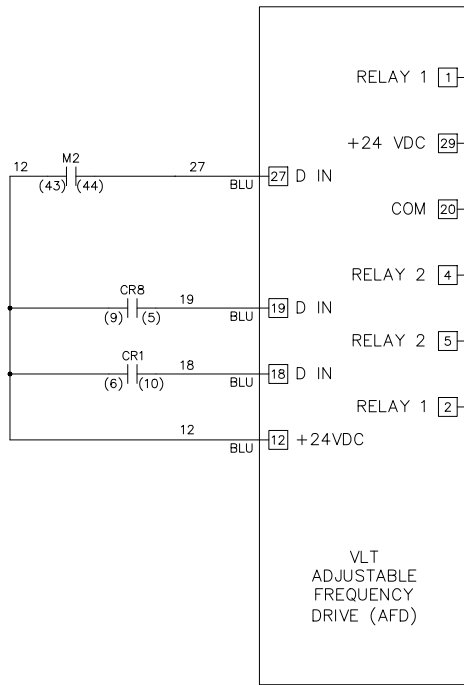 RELAY 1 1
+24 VDC 29
12 M2 27
(43) (44) BLU 27 D IN
COM 20
RELAY 2 4
CR8 19
(9) (5) BLU 19 D IN
RELAY 2 5
CR1 18
(6) (10) BLU 18 D IN
RELAY 1 2
12
BLU 12 +24VDC
VLT
ADJUSTABLE
FREQUENCY
DRIVE (AFD)